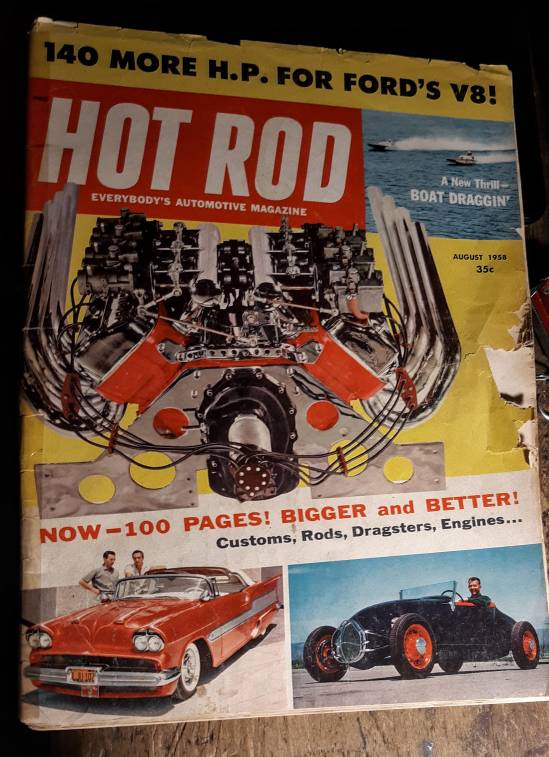 140 MORE H.P. FOR FORD'S V8!
HOT ROD
EVERYBODY'S AUTOMOTIVE MAGAZINE
A New Thrill—
BOAT DRAGGIN'
AUGUST 1958
35c
NOW—100 PAGES! BIGGER and BETTER!
Customs, Rods, Dragsters, Engines...